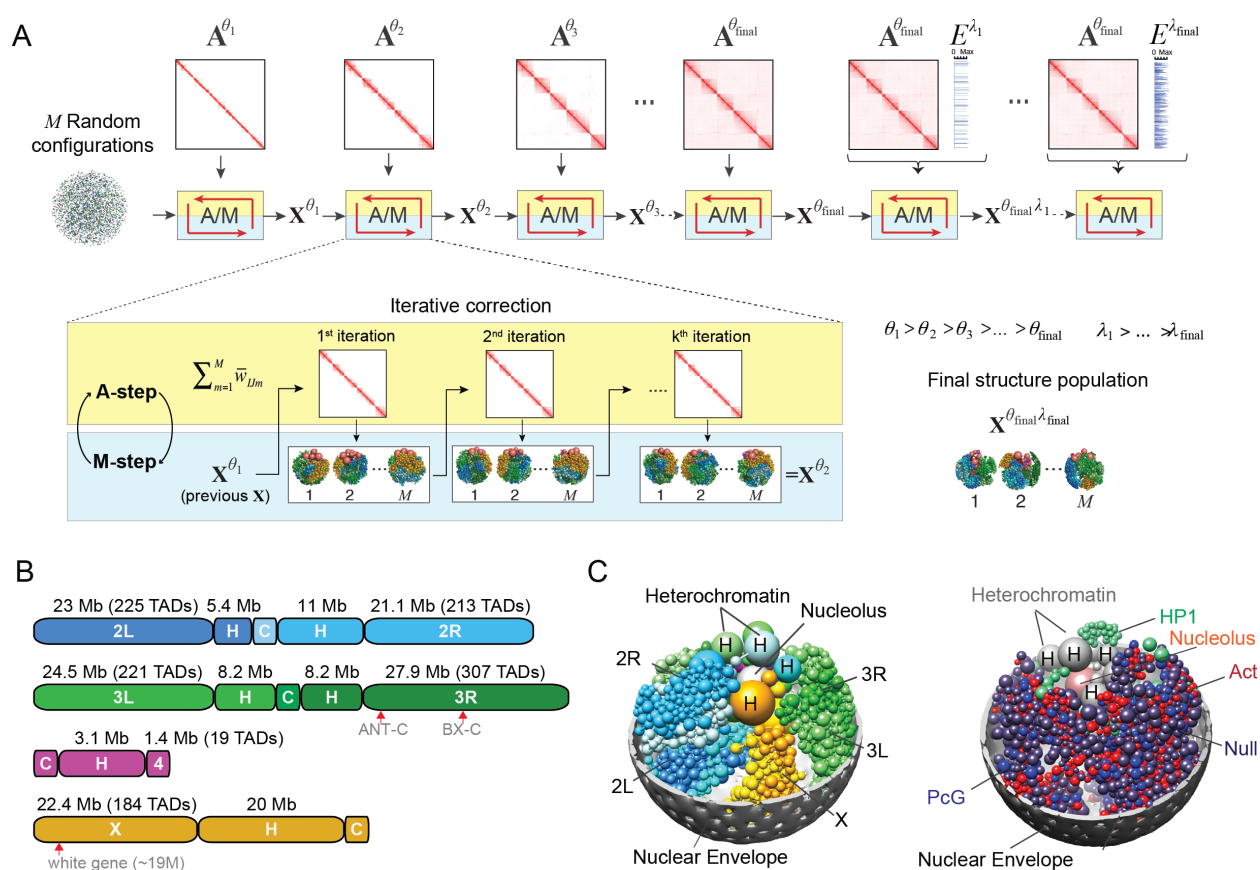 A
A^θ1 A^θ2 A^θ3 A^θfinal A^θfinal E^λ1 A^θfinal E^λfinal
0 Max 0 Max
... ...
M Random
configurations
A/M X^θ1 A/M X^θ2 A/M X^θ3 A/M X^θfinal A/M X^θfinal λ1 A/M
Iterative correction
1st iteration 2nd iteration kth iteration
∑_{m=1}^{M} w̄_IJm
A-step
....
M-step
X^θ1
(previous X)
=X^θ2
1 2 M 1 2 M 1 2 M
θ1 > θ2 > θ3 >... > θfinal λ1 > ... >λfinal
Final structure population
X^θfinal λfinal
1 2 M
B
23 Mb (225 TADs) 5.4 Mb 11 Mb 21.1 Mb (213 TADs)
2L H C H 2R
24.5 Mb (221 TADs) 8.2 Mb 8.2 Mb 27.9 Mb (307 TADs)
3L H C H 3R
ANT-C BX-C
3.1 Mb 1.4 Mb (19 TADs)
C H 4
22.4 Mb (184 TADs) 20 Mb
X H C
white gene (~19M)
C
Heterochromatin
Nucleolus
H H H H
2R
3R
3L
2L
X
Nuclear Envelope
Heterochromatin
HP1
Nucleolus
H H H H
Act
Null
PcG
Nuclear Envelope